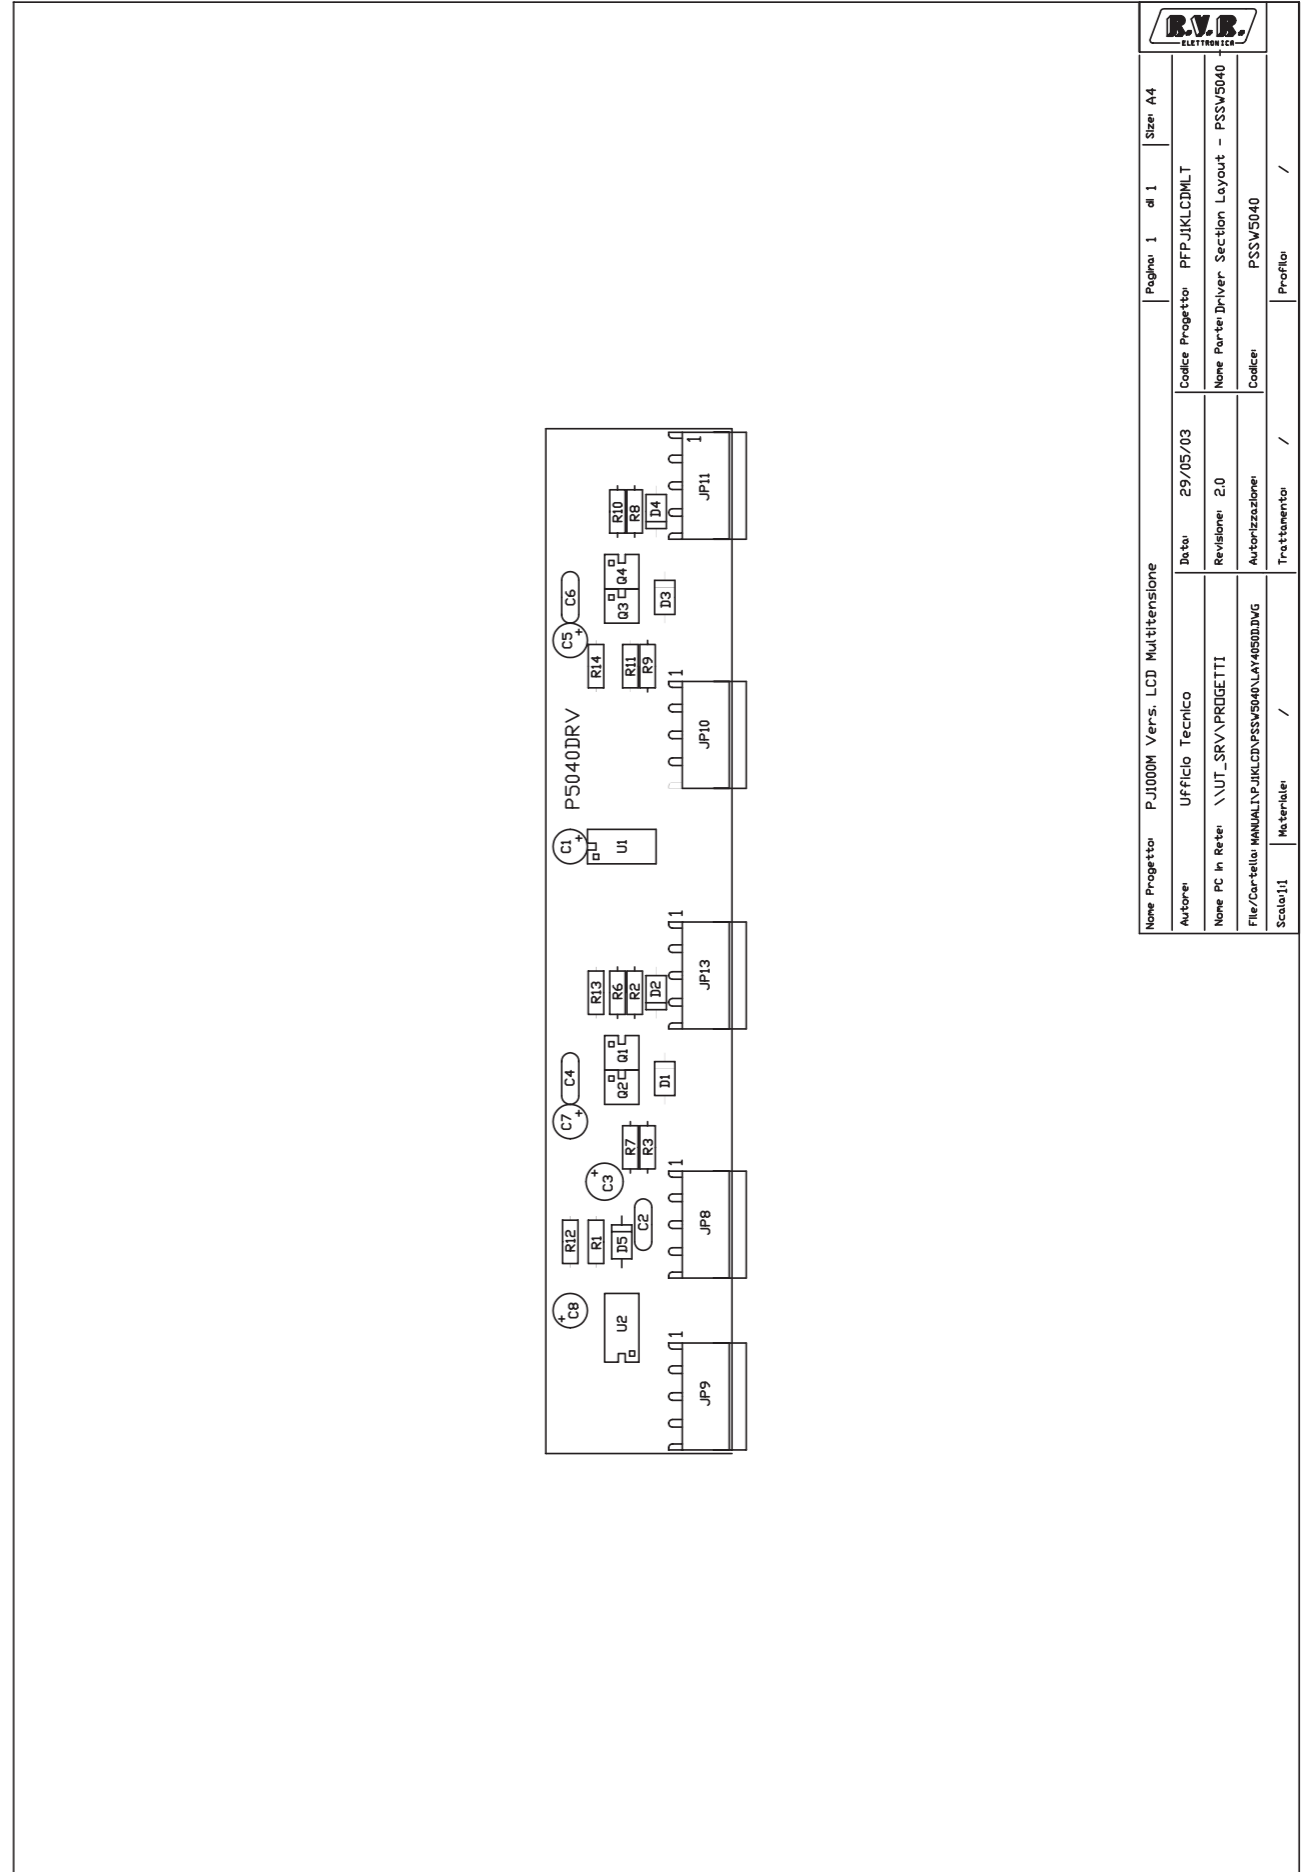 R.V.R.
ELETTRONICA
Nome Progetto: PJ1000M Vers. LCD Multitensione
Pagina: 1 di 1
Size: A4
Autore: Ufficio Tecnico
Data: 29/05/03
Codice Progetto: PFPJ1KLCDMLT
Nome PC in Rete: \\UT_SRV\PROGETTI
Revisione: 2.0
Nome Parte: Driver Section Layout - PSSW5040
File/Cartella: MANUALI\PJ1KLCD\PSSW5040\LAY4050D.DWG
Autorizzazione:
Codice: PSSW5040
Scala:1:1
Materiale: /
Trattamento: /
Profilo: /
C8
R12
C7
C4
C1
P5040DRV
C5
C6
R1
C3
R13
R14
U2
D5
Q2
Q1
R6
U1
Q3
Q4
R10
C2
R7
R3
R2
R11
R9
R8
D1
D2
D3
D4
1
1
1
1
1
JP9
JP8
JP13
JP10
JP11